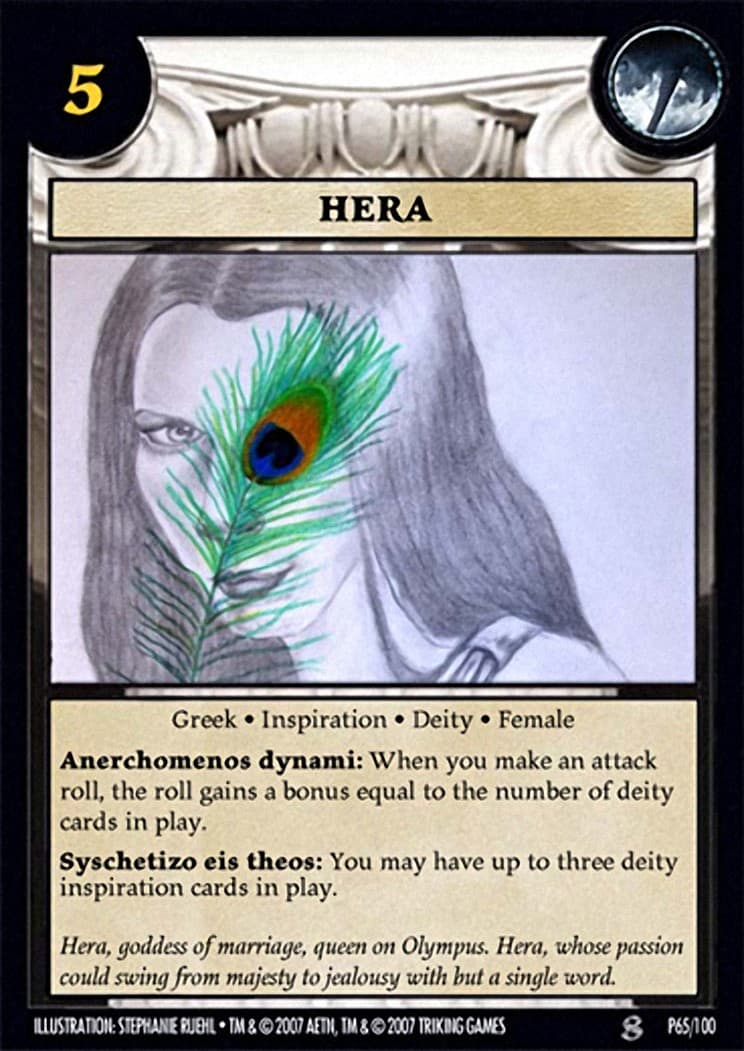 5
HERA
Greek • Inspiration • Deity • Female
Anerchomenos dynami: When you make an attack
roll, the roll gains a bonus equal to the number of deity
cards in play.
Syschetizo eis theos: You may have up to three deity
inspiration cards in play.
Hera, goddess of marriage, queen on Olympus. Hera, whose passion
could swing from majesty to jealousy with but a single word.
ILLUSTRATION: STEPHANIE RUEHL • TM & © 2007 AETN, TM & © 2007 TRIKING GAMES
P65/100